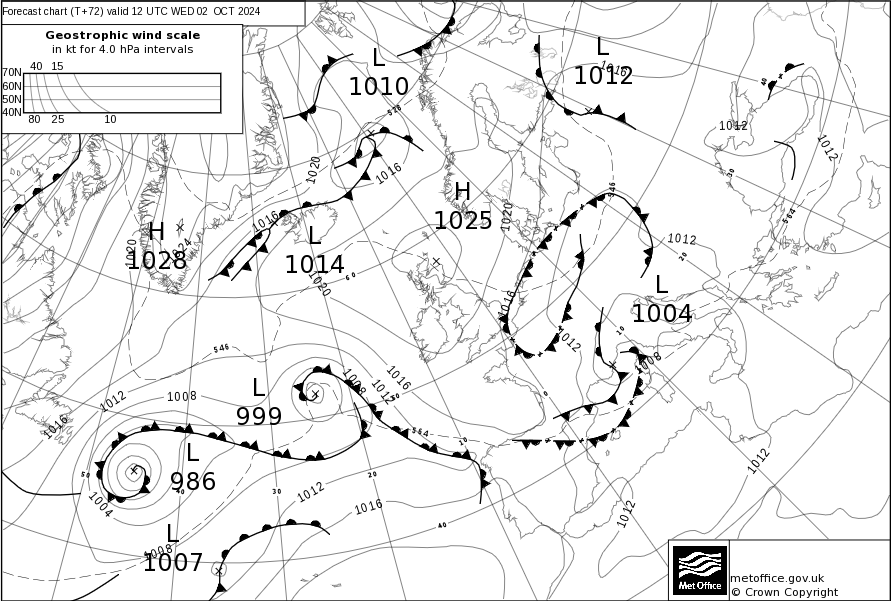 Forecast chart (T+72) valid 12 UTC WED 02 OCT 2024
Geostrophic wind scale
in kt for 4.0 hPa intervals
40 15
70N
60N
50N
40N
80 25 10
L
1010
L
1012
1016
528
40
1012
1012
1020
1016
30
546
H
1025
1020
564
1016
H
1028
1020
1024
L
1014
1020
60
1012
20
L
1004
1016
10
1012
1008
546
1016
1008
1012
50
L
999
1008
1012
1016
0
564
10
L
986
50
40
30
20
1012
1016
1004
1012
1012
40
L
1007
1008
Met Office
metoffice.gov.uk
© Crown Copyright